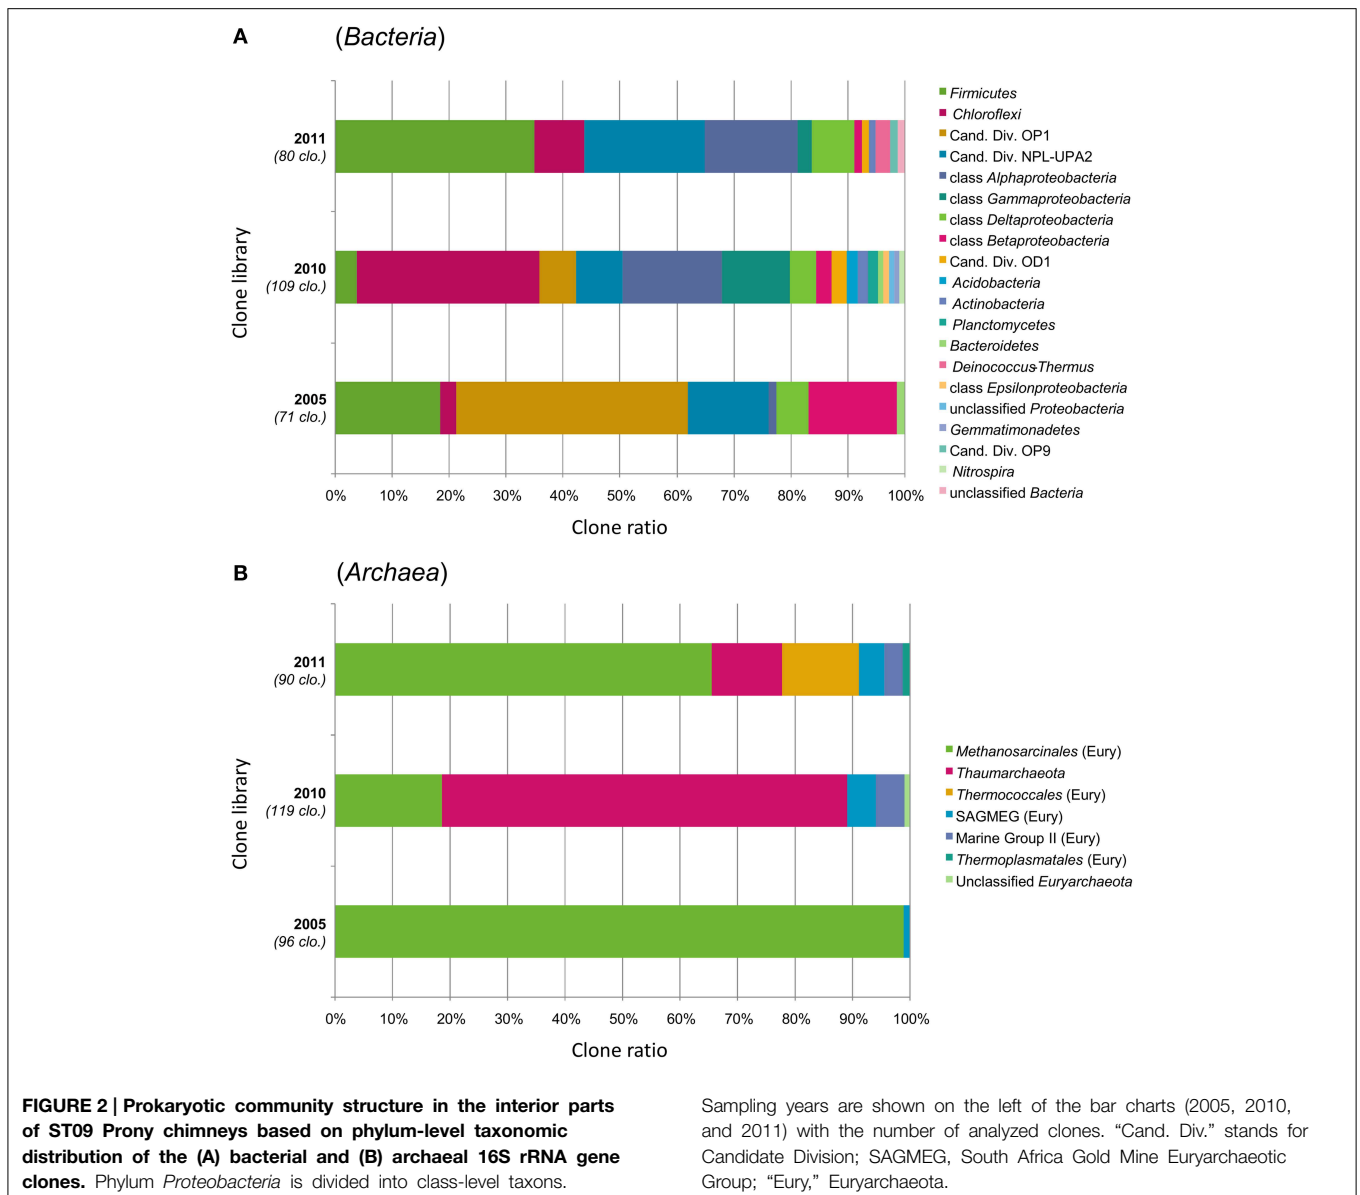 A (Bacteria)
2011
(80 clo.)
2010
(109 clo.)
2005
(71 clo.)
Clone library
0% 10% 20% 30% 40% 50% 60% 70% 80% 90% 100%
Clone ratio
Firmicutes
Chloroflexi
Cand. Div. OP1
Cand. Div. NPL-UPA2
class Alphaproteobacteria
class Gammaproteobacteria
class Deltaproteobacteria
class Betaproteobacteria
Cand. Div. OD1
Acidobacteria
Actinobacteria
Planctomycetes
Bacteroidetes
Deinococcus-Thermus
class Epsilonproteobacteria
unclassified Proteobacteria
Gemmatimonadetes
Cand. Div. OP9
Nitrospira
unclassified Bacteria
B (Archaea)
2011
(90 clo.)
2010
(119 clo.)
2005
(96 clo.)
Clone library
0% 10% 20% 30% 40% 50% 60% 70% 80% 90% 100%
Clone ratio
Methanosarcinales (Eury)
Thaumarchaeota
Thermococcales (Eury)
SAGMEG (Eury)
Marine Group II (Eury)
Thermoplasmatales (Eury)
Unclassified Euryarchaeota
FIGURE 2 | Prokaryotic community structure in the interior parts
of ST09 Prony chimneys based on phylum-level taxonomic
distribution of the (A) bacterial and (B) archaeal 16S rRNA gene
clones. Phylum Proteobacteria is divided into class-level taxons.
Sampling years are shown on the left of the bar charts (2005, 2010,
and 2011) with the number of analyzed clones. “Cand. Div.” stands for
Candidate Division; SAGMEG, South Africa Gold Mine Euryarchaeotic
Group; “Eury,” Euryarchaeota.